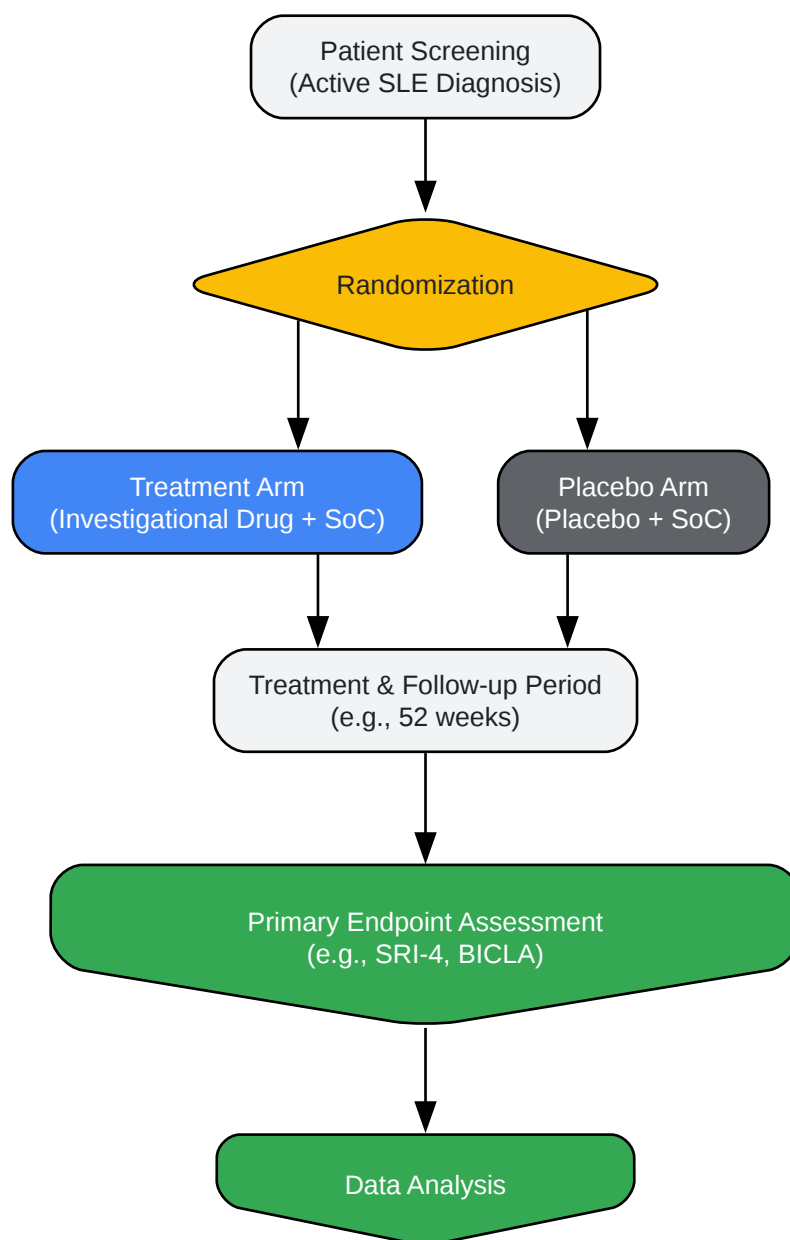 Patient Screening
(Active SLE Diagnosis)
Randomization
Treatment Arm
(Investigational Drug + SoC)
Placebo Arm
(Placebo + SoC)
Treatment & Follow-up Period
(e.g., 52 weeks)
Primary Endpoint Assessment
(e.g., SRI-4, BICLA)
Data Analysis